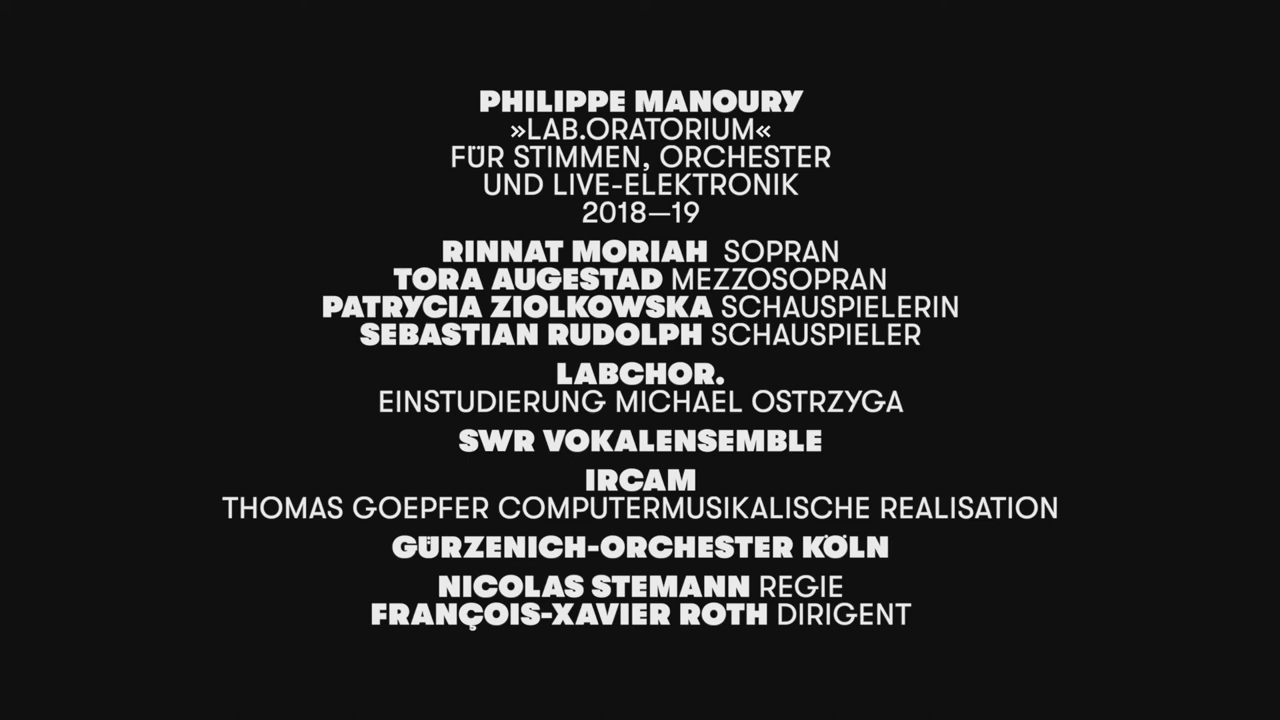 PHILIPPE MANOURY
»LAB.ORATORIUM«
FÜR STIMMEN, ORCHESTER
UND LIVE-ELEKTRONIK
2018—19
RINNAT MORIAH SOPRAN
TORA AUGESTAD MEZZOSOPRAN
PATRYCIA ZIOLKOWSKA SCHAUSPIELERIN
SEBASTIAN RUDOLPH SCHAUSPIELER
LABCHOR.
EINSTUDIERUNG MICHAEL OSTRZYGA
SWR VOKALENSEMBLE
IRCAM
THOMAS GOEPFER COMPUTERMUSIKALISCHE REALISATION
GÜRZENICH-ORCHESTER KÖLN
NICOLAS STEMANN REGIE
FRANÇOIS-XAVIER ROTH DIRIGENT